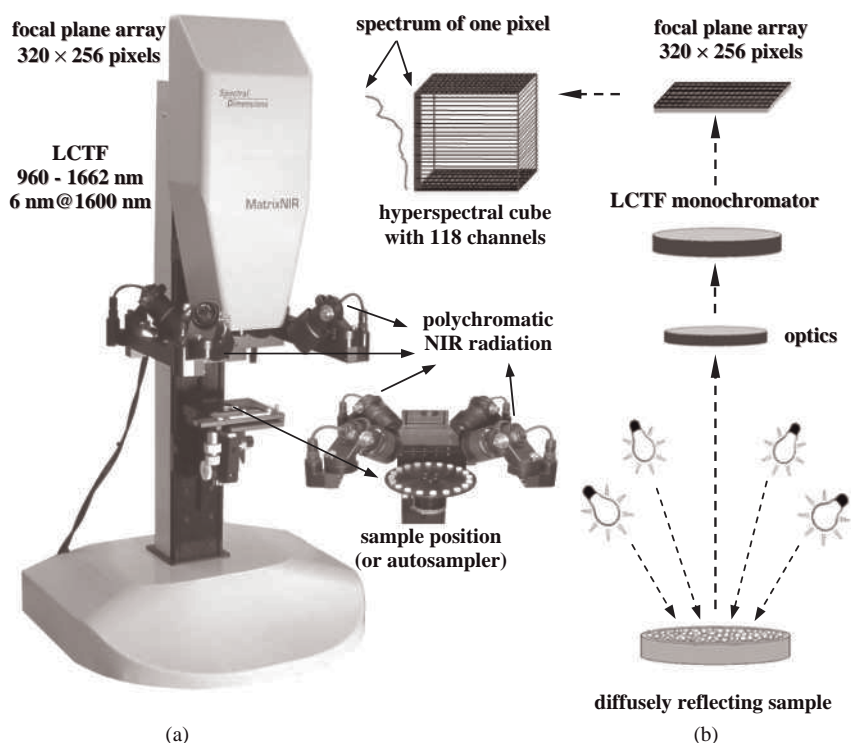 focal plane array
320 × 256 pixels
Spectral
Dimensions
LCTF
960 - 1662 nm
6 nm@1600 nm
MatrixNIR
spectrum of one pixel
hyperspectral cube
with 118 channels
polychromatic
NIR radiation
sample position
(or autosampler)
(a)
focal plane array
320 × 256 pixels
LCTF monochromator
optics
diffusely reflecting sample
(b)